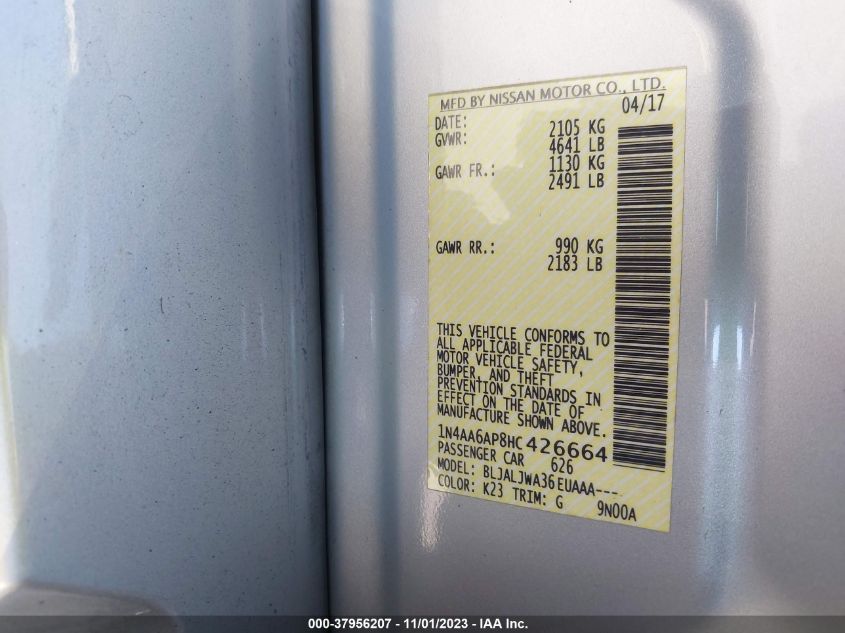 MFD BY NISSAN MOTOR CO., LTD.
DATE: 04/17
GVWR: 2105 KG
4641 LB
GAWR FR.: 1130 KG
2491 LB
GAWR RR.: 990 KG
2183 LB
THIS VEHICLE CONFORMS TO
ALL APPLICABLE FEDERAL
MOTOR VEHICLE SAFETY,
BUMPER, AND THEFT
PREVENTION STANDARDS IN
EFFECT ON THE DATE OF
MANUFACTURE SHOWN ABOVE.
1N4AA6AP8HC426664
PASSENGER CAR 626
MODEL: BLJALJWA36EUAAA----
COLOR: K23 TRIM: G 9N00A
000-37956207 - 11/01/2023 - IAA Inc.